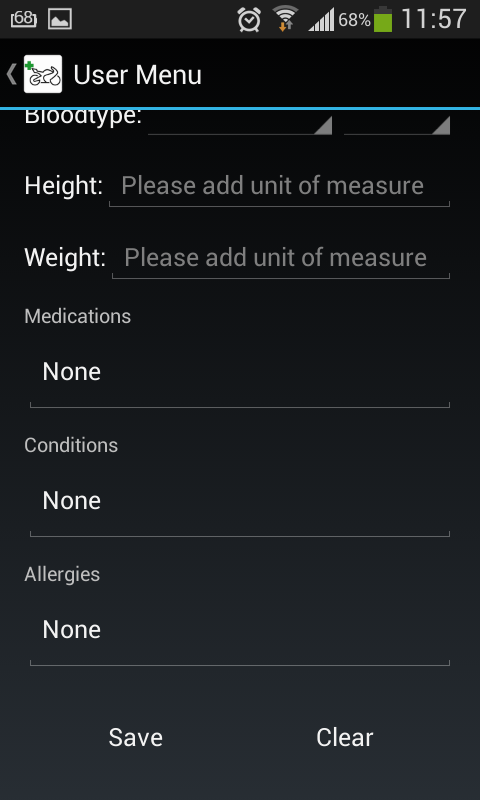 68 68% 11:57
User Menu
Bloodtype:
Height: Please add unit of measure
Weight: Please add unit of measure
Medications
None
Conditions
None
Allergies
None
Save Clear